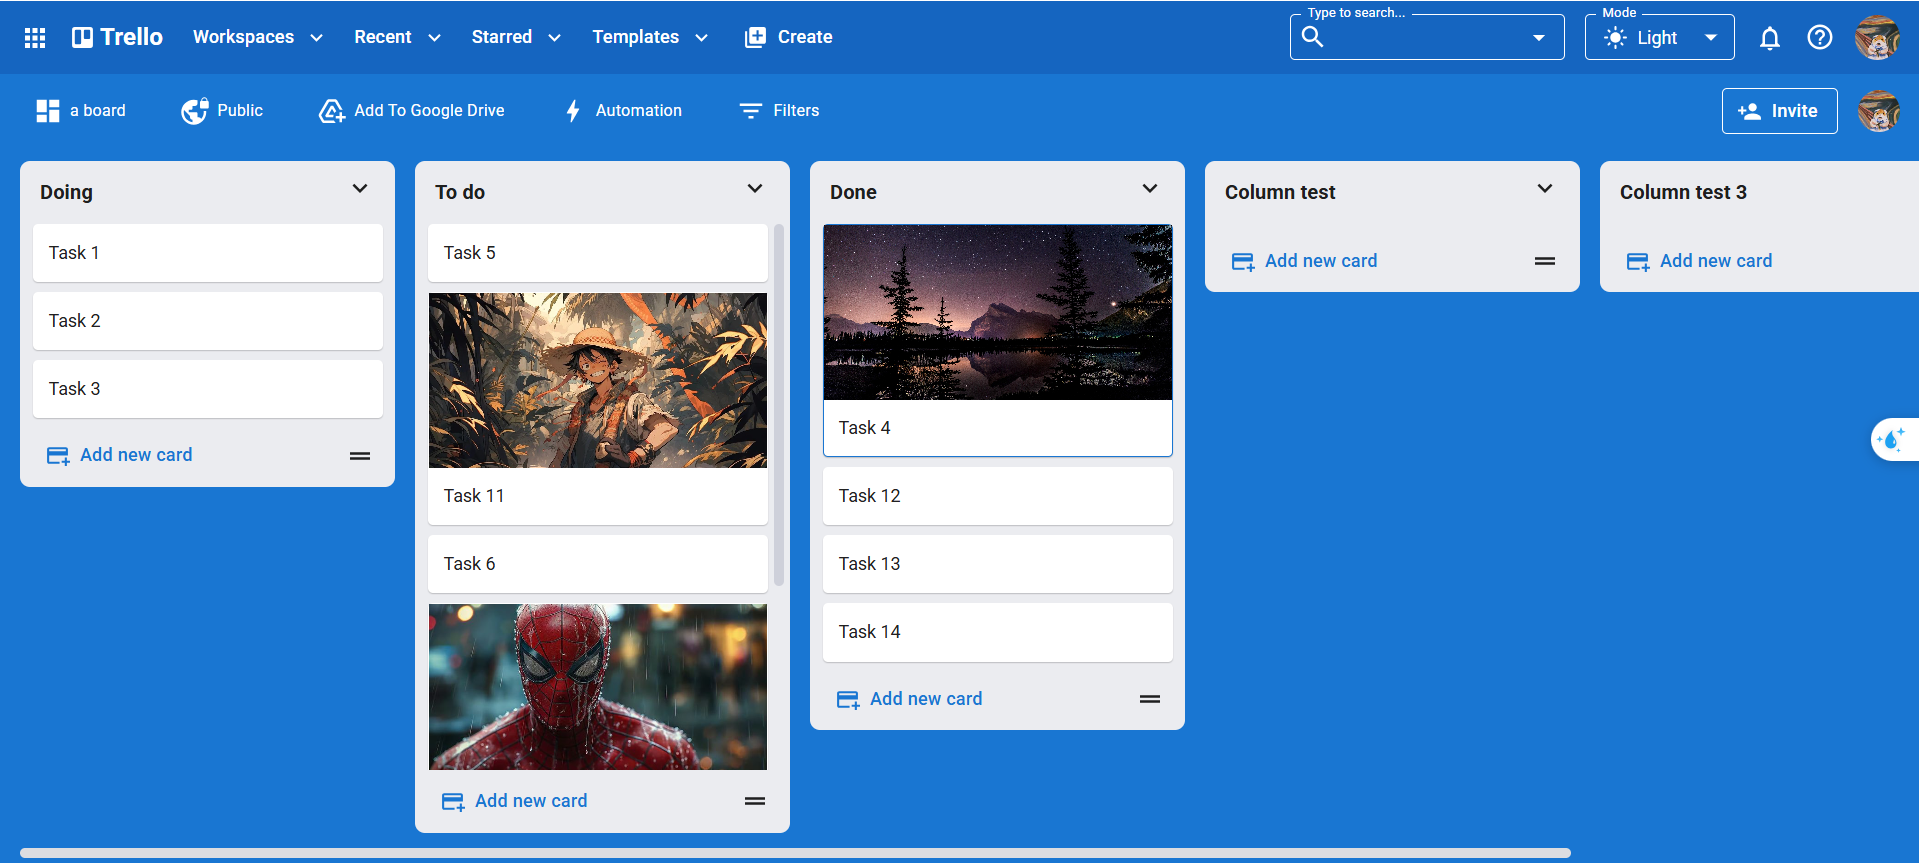 Trello Workspaces Recent Starred Templates Create Type to search... Mode Light
a board Public Add To Google Drive Automation Filters Invite
Doing
Task 1
Task 2
Task 3
Add new card
To do
Task 5
Task 11
Task 6
Add new card
Done
Task 4
Task 12
Task 13
Task 14
Add new card
Column test
Add new card
Column test 3
Add new card